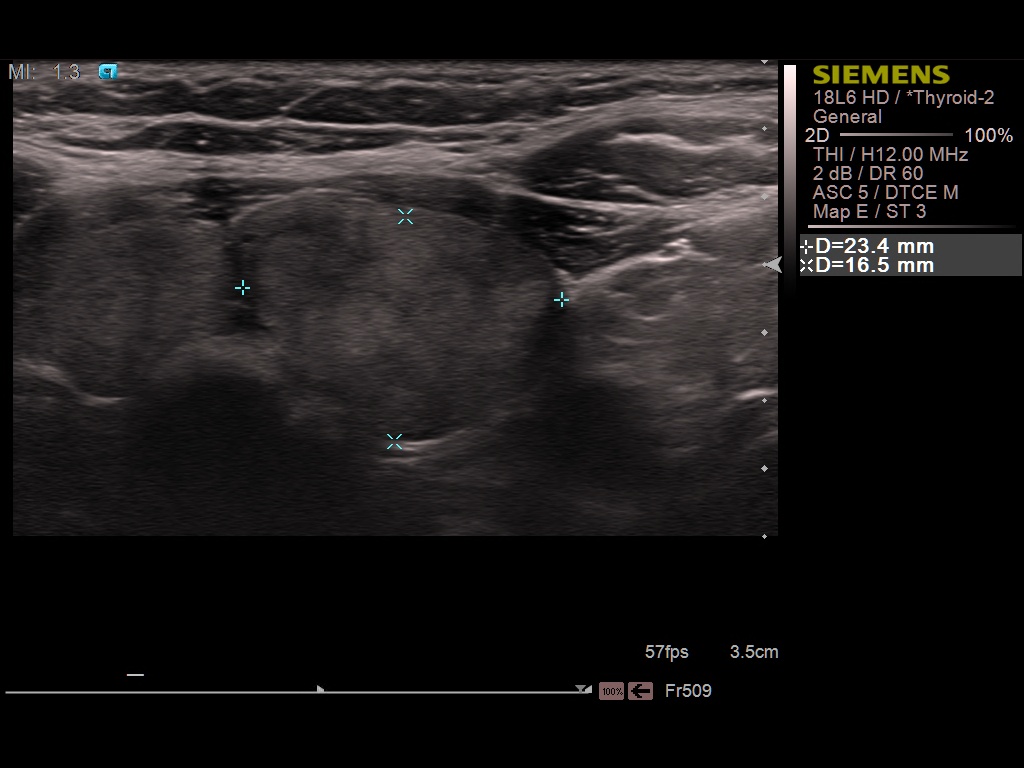 MI: 1.3
SIEMENS
18L6 HD / *Thyroid-2
General
2D 100%
THI / H12.00 MHz
2 dB / DR 60
ASC 5 / DTCE M
Map E / ST 3
D=23.4 mm
D=16.5 mm
57fps 3.5cm
100% Fr509